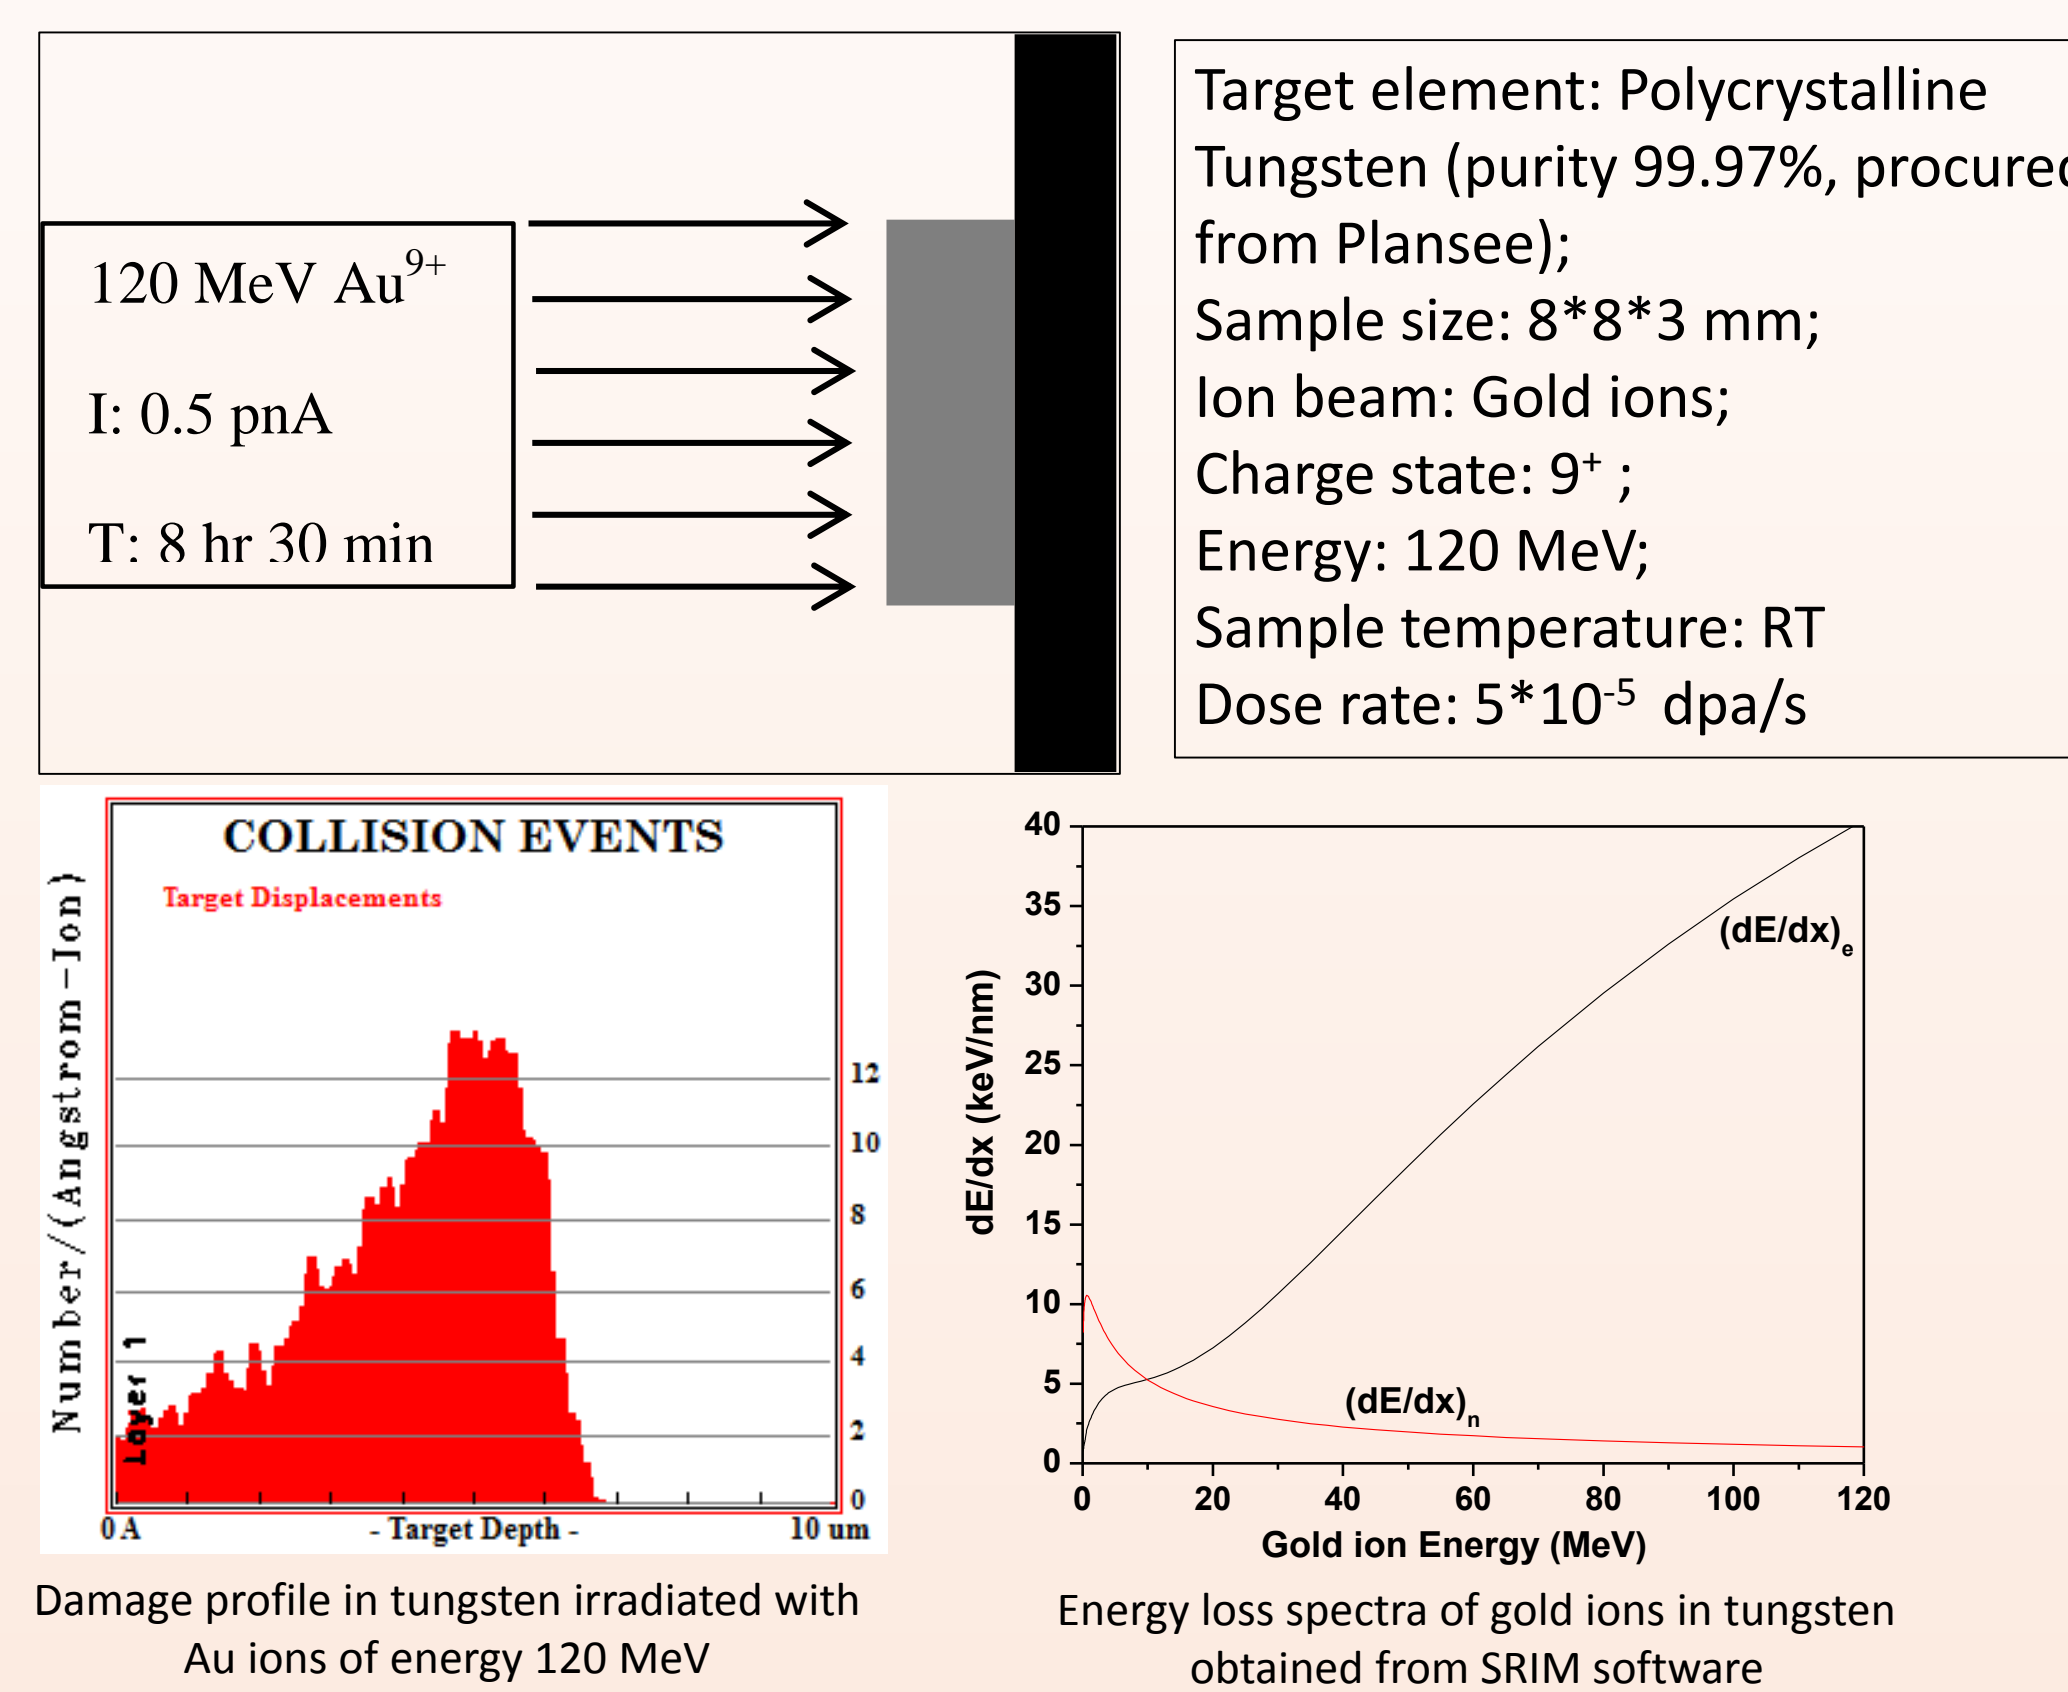 120 MeV Au9+
I: 0.5 pnA
T: 8 hr 30 min
Target element: Polycrystalline
Tungsten (purity 99.97%, procured
from Plansee);
Sample size: 8*8*3 mm;
Ion beam: Gold ions;
Charge state: 9+ ;
Energy: 120 MeV;
Sample temperature: RT
Dose rate: 5*10-5 dpa/s
COLLISION EVENTS
Target Displacements
Number/(Angstrom-Ion)
Layer 1
12
10
8
6
4
2
0
0 A
- Target Depth -
10 um
Damage profile in tungsten irradiated with
Au ions of energy 120 MeV
40
35
30
25
20
15
10
5
0
dE/dx (keV/nm)
(dE/dx)e
(dE/dx)n
0 20 40 60 80 100 120
Gold ion Energy (MeV)
Energy loss spectra of gold ions in tungsten
obtained from SRIM software